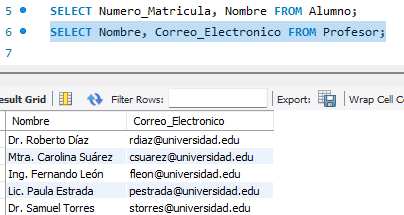 5 SELECT Numero_Matricula, Nombre FROM Alumno;
6 SELECT Nombre, Correo_Electronico FROM Profesor;
7
Result Grid Filter Rows: Export: Wrap Cell Co
Nombre Correo_Electronico
Dr. Roberto Díaz rdiaz@universidad.edu
Mtra. Carolina Suárez csuarez@universidad.edu
Ing. Fernando León fleon@universidad.edu
Lic. Paula Estrada pestrada@universidad.edu
Dr. Samuel Torres storres@universidad.edu